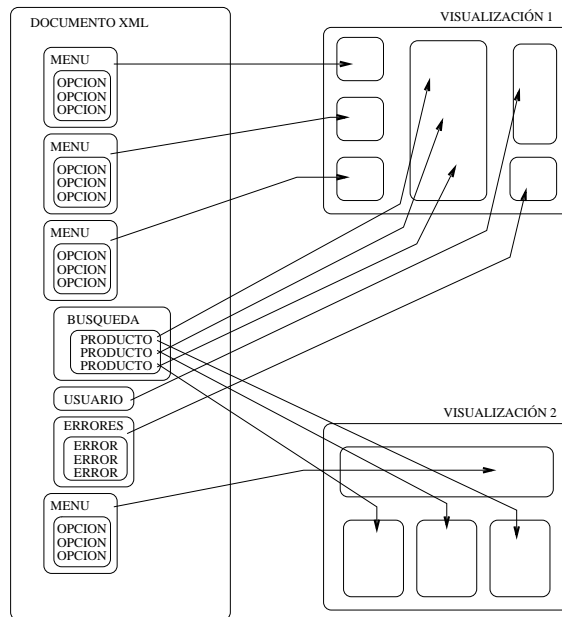 DOCUMENTO XML
MENU
OPCION
OPCION
OPCION
MENU
OPCION
OPCION
OPCION
MENU
OPCION
OPCION
OPCION
BUSQUEDA
PRODUCTO
PRODUCTO
PRODUCTO
USUARIO
ERRORES
ERROR
ERROR
ERROR
MENU
OPCION
OPCION
OPCION
VISUALIZACIÓN 1
VISUALIZACIÓN 2